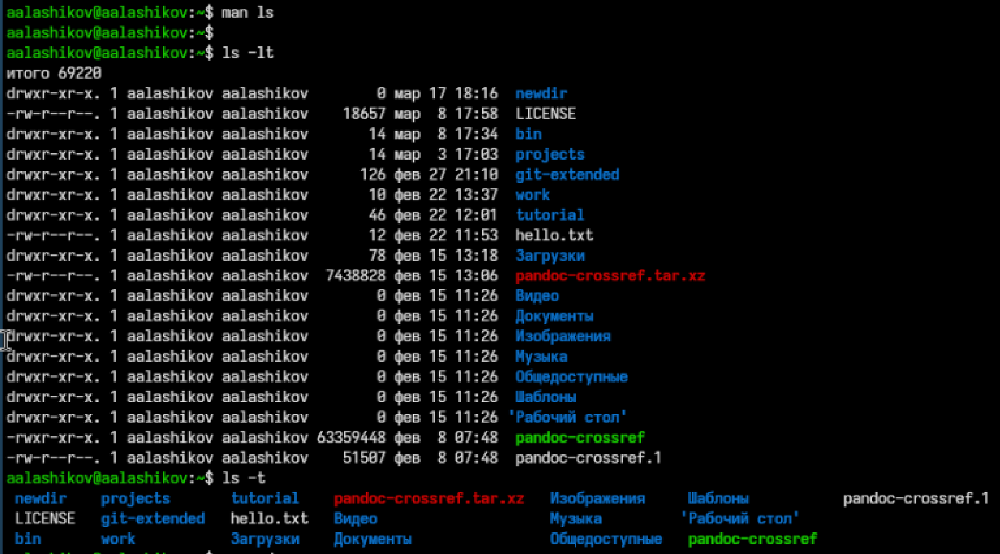 aalashikov@aalashikov:~$ man ls
aalashikov@aalashikov:~$
aalashikov@aalashikov:~$ ls -lt
итого 69220
drwxr-xr-x. 1 aalashikov aalashikov        0 мар 17 18:16  newdir
-rw-r--r--. 1 aalashikov aalashikov    18657 мар  8 17:58  LICENSE
drwxr-xr-x. 1 aalashikov aalashikov       14 мар  8 17:34  bin
drwxr-xr-x. 1 aalashikov aalashikov       14 мар  3 17:03  projects
drwxr-xr-x. 1 aalashikov aalashikov      126 фев 27 21:10  git-extended
drwxr-xr-x. 1 aalashikov aalashikov       10 фев 22 13:37  work
drwxr-xr-x. 1 aalashikov aalashikov       46 фев 22 12:01  tutorial
-rw-r--r--. 1 aalashikov aalashikov       12 фев 22 11:53  hello.txt
drwxr-xr-x. 1 aalashikov aalashikov       78 фев 15 13:18  Загрузки
-rw-r--r--. 1 aalashikov aalashikov  7438828 фев 15 13:06  pandoc-crossref.tar.xz
drwxr-xr-x. 1 aalashikov aalashikov        0 фев 15 11:26  Видео
drwxr-xr-x. 1 aalashikov aalashikov        0 фев 15 11:26  Документы
drwxr-xr-x. 1 aalashikov aalashikov        0 фев 15 11:26  Изображения
drwxr-xr-x. 1 aalashikov aalashikov        0 фев 15 11:26  Музыка
drwxr-xr-x. 1 aalashikov aalashikov        0 фев 15 11:26  Общедоступные
drwxr-xr-x. 1 aalashikov aalashikov        0 фев 15 11:26  Шаблоны
drwxr-xr-x. 1 aalashikov aalashikov        0 фев 15 11:26 'Рабочий стол'
-rwxr-xr-x. 1 aalashikov aalashikov 63359448 фев  8 07:48  pandoc-crossref
-rw-r--r--. 1 aalashikov aalashikov    51507 фев  8 07:48  pandoc-crossref.1
aalashikov@aalashikov:~$ ls -t
newdir projects tutorial pandoc-crossref.tar.xz Изображения Шаблоны pandoc-crossref.1
LICENSE git-extended hello.txt Видео Музыка 'Рабочий стол'
bin work Загрузки Документы Общедоступные pandoc-crossref